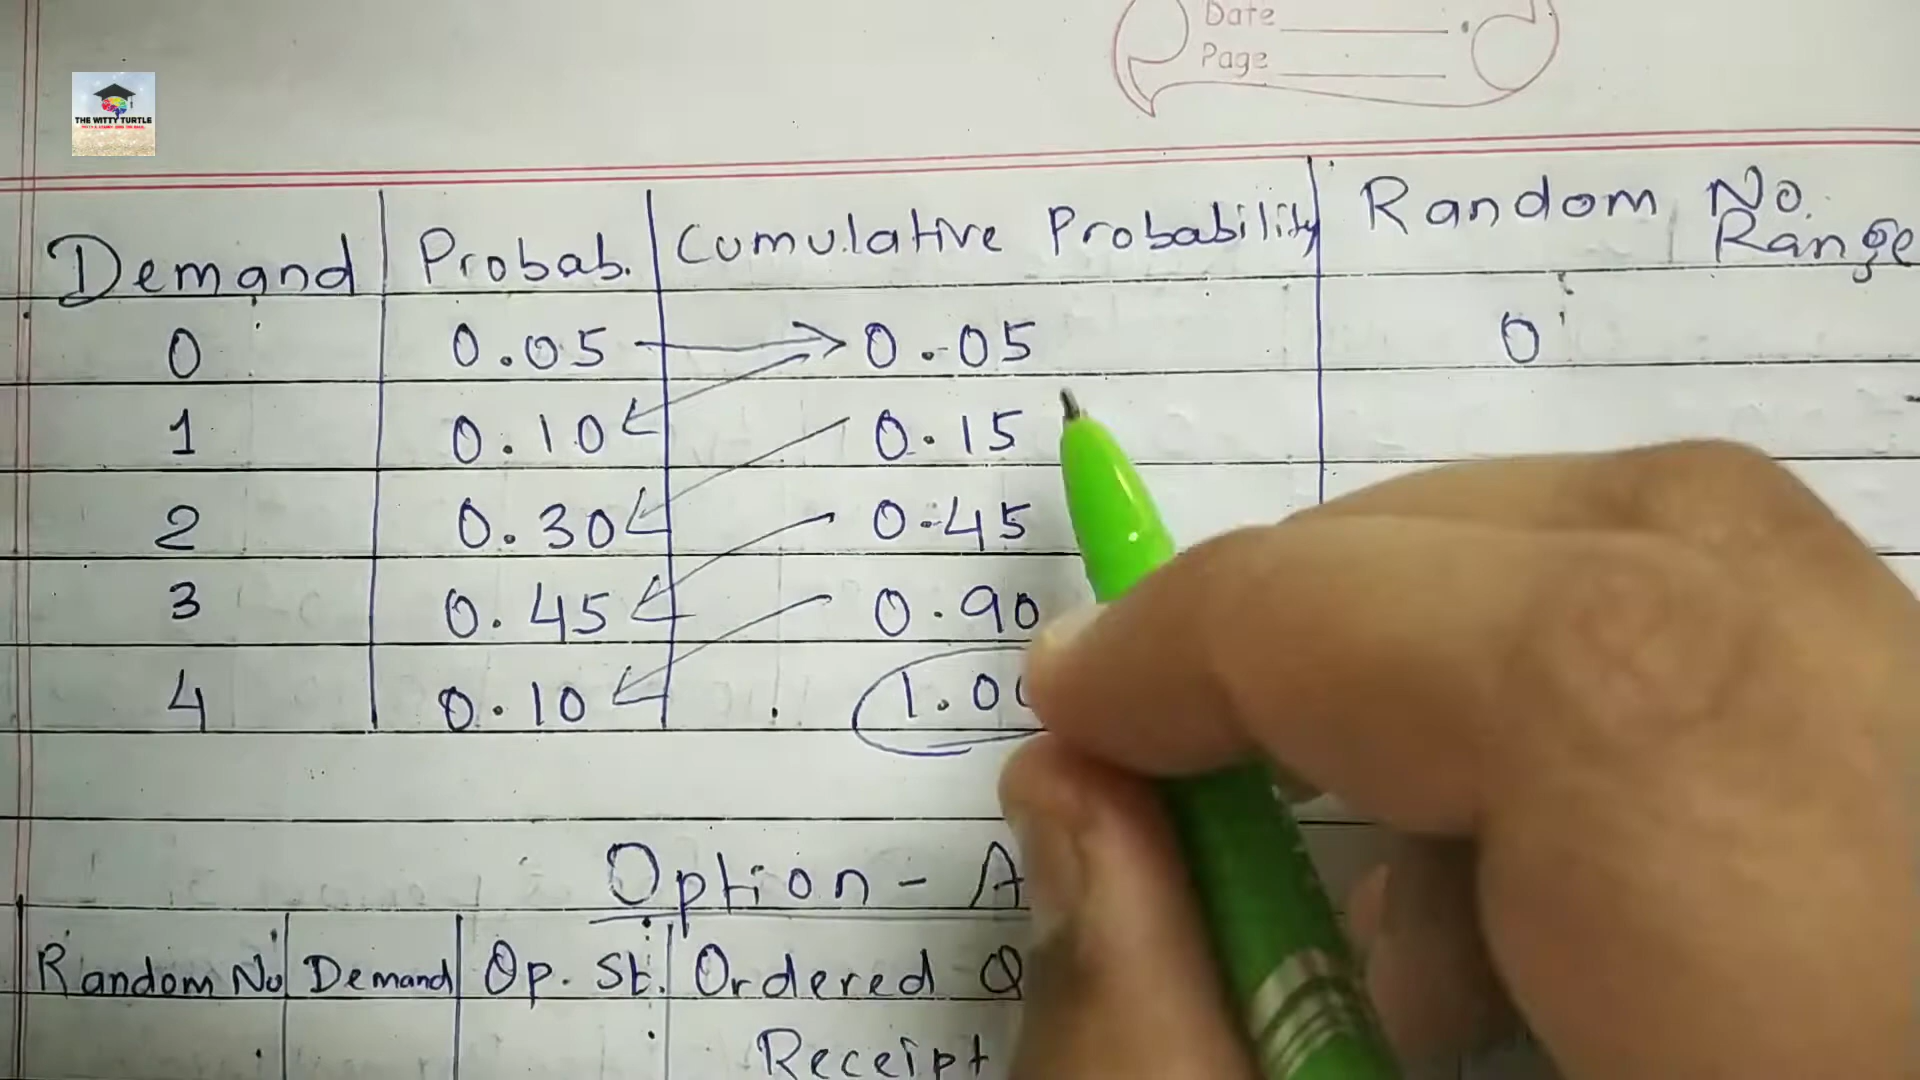 Date
Page
THE WITTY TURTLE
Demand Probab. Cumulative Probability Random No. Range
0 0.05 0.05 0
1 0.10 0.15
2 0.30 0.45
3 0.45 0.90
4 0.10
Option - A
Random No Demand Op. St. Ordered
Receipt